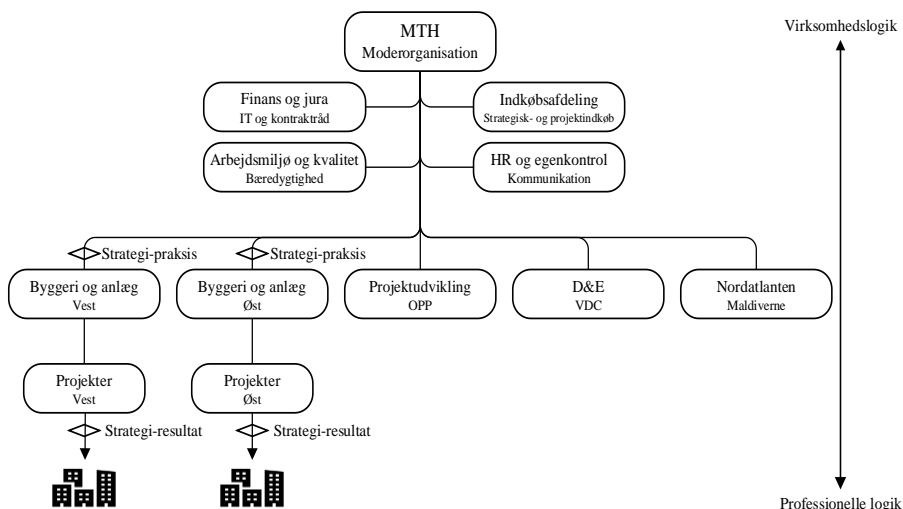 MTH
Moderorganisation
Virksomhedslogik
Finans og jura
IT og kontraktråd
Indkøbsafdeling
Strategisk- og projektindkøb
Arbejdsmiljø og kvalitet
Bæredygtighed
HR og egenkontrol
Kommunikation
Strategi-praksis
Strategi-praksis
Byggeri og anlæg
Vest
Byggeri og anlæg
Øst
Projektudvikling
OPP
D&E
VDC
Nordatlanten
Maldiverne
Projekter
Vest
Projekter
Øst
Strategi-resultat
Strategi-resultat
Professionelle logik